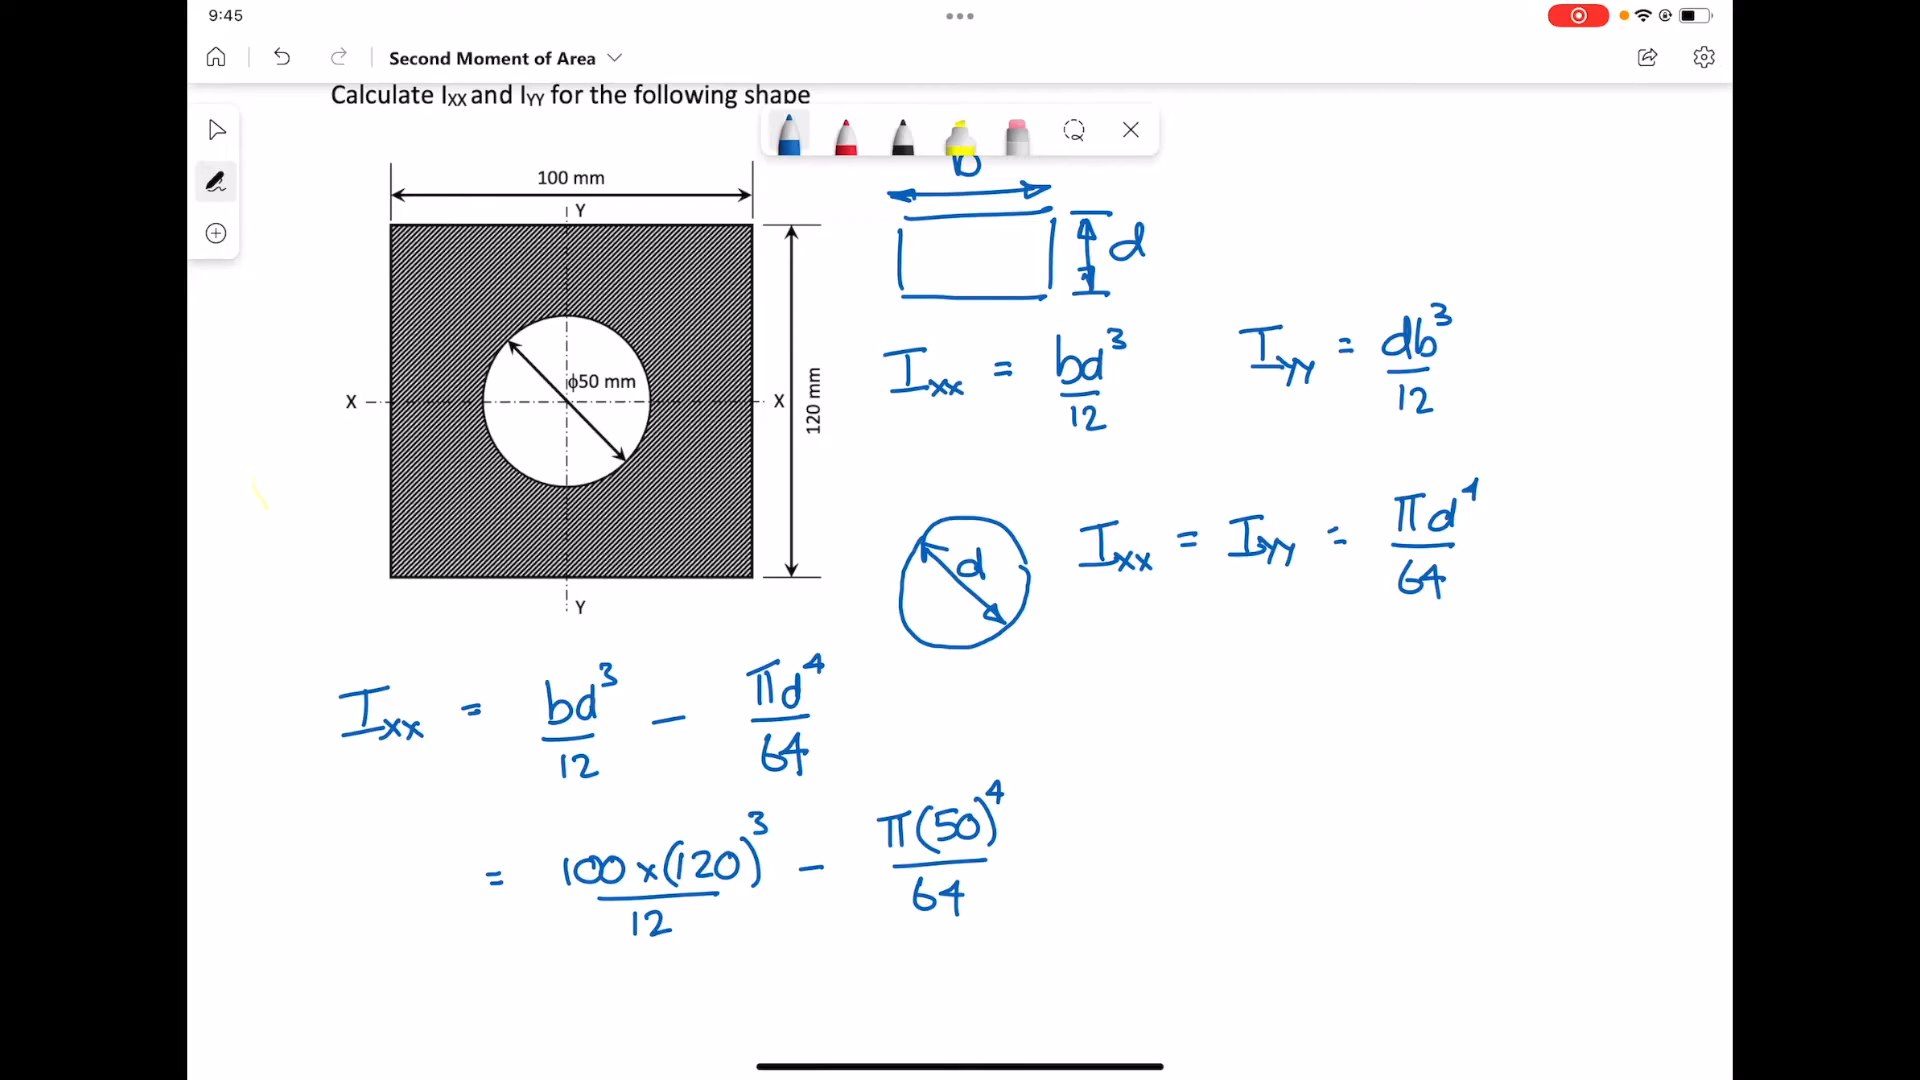 9:45
Second Moment of Area
Calculate IXX and IYY for the following shape
100 mm
Y
b
d
X
ϕ50 mm
X
120 mm
Y
Ixx = bd³/12
Iyy = db³/12
d
Ixx = Iyy = πd⁴/64
Ixx = bd³/12 − πd⁴/64
= 100 × (120)³/12 − π(50)⁴/64